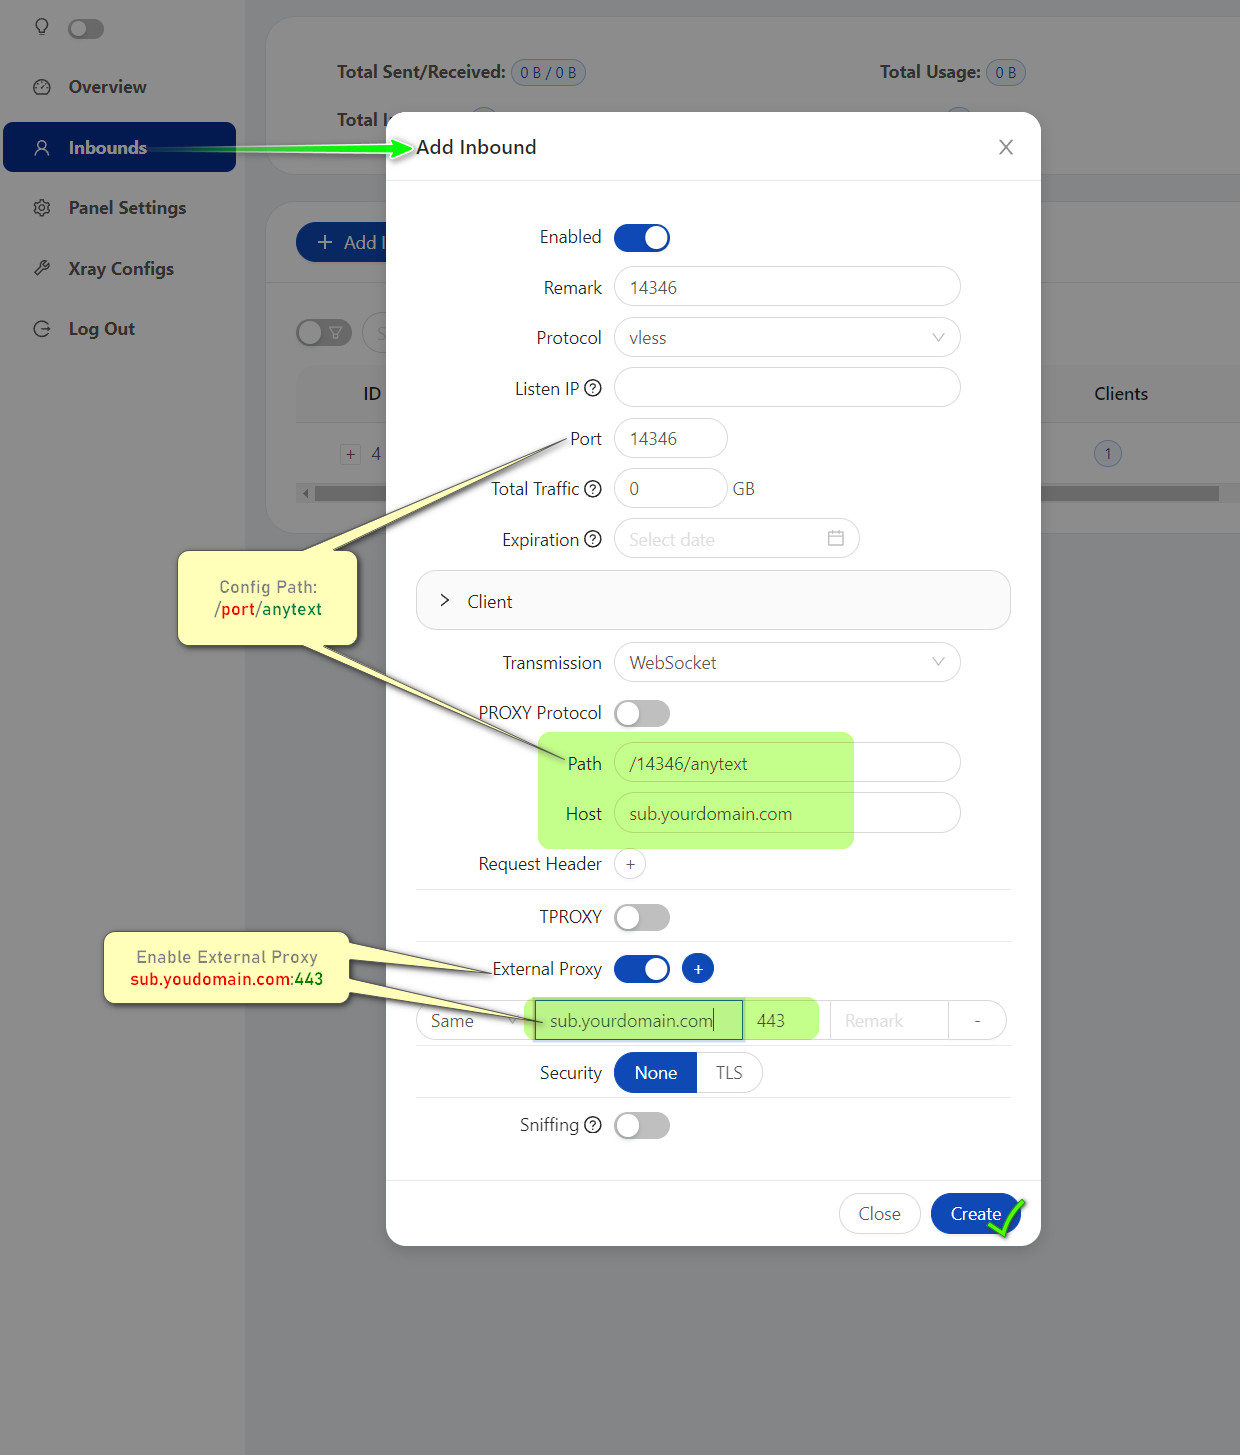 Overview
Inbounds
Panel Settings
Xray Configs
Log Out
Total Sent/Received: 0 B / 0 B
Total Usage: 0 B
Total
Add
ID
Clients
+ 4
1
Add Inbound
Enabled
Remark 14346
Protocol vless
Listen IP ?
Port 14346
Total Traffic ? 0 GB
Expiration ? Select date
> Client
Transmission WebSocket
PROXY Protocol
Path /14346/anytext
Host sub.yourdomain.com
Request Header +
TPROXY
External Proxy +
Same sub.yourdomain.com 443 Remark -
Security None TLS
Sniffing ?
Close Create
Config Path:
/port/anytext
Enable External Proxy
sub.youdomain.com:443